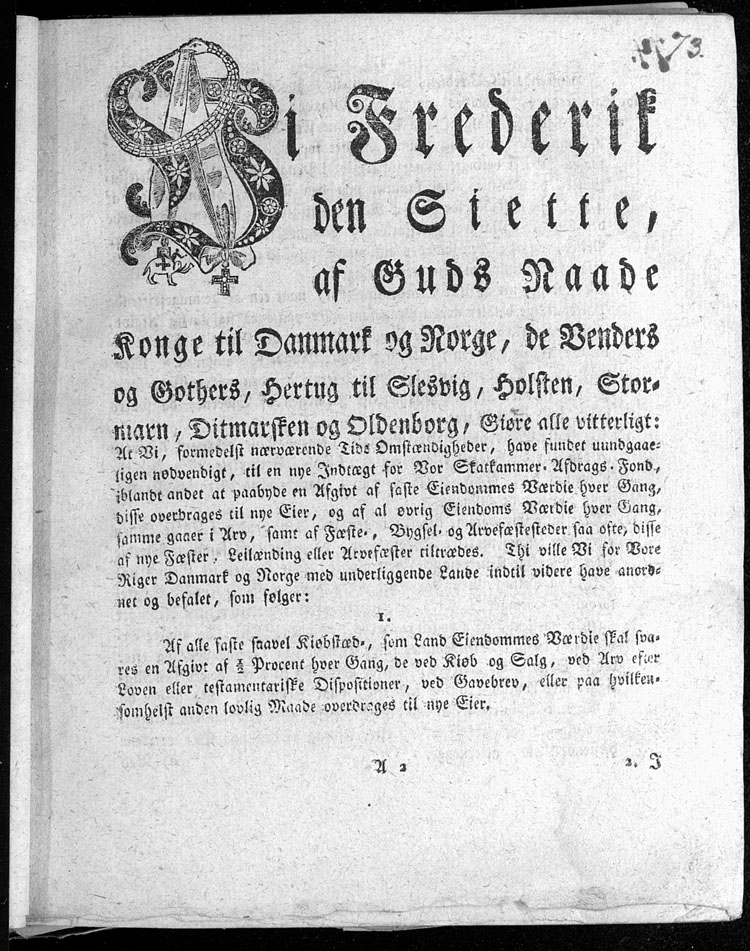 73.
Vi Frederik
den Siette,
af Guds Naade
Konge til Danmark og Norge, de Venders
og Gothers, Hertug til Slesvig, Holsten, Stor-
marn, Ditmarsken og Oldenborg, Giøre alle vitterligt:
At Vi, formedelst nærværende Tids Omstændigheder, have fundet uundgaae-
ligen nødvendigt, til en nye Indtægt for Vor Skatkammer-Afdrags-Fond,
iblandt andet at paabyde en Afgivt af faste Eiendommes Værdie hver Gang,
disse overdrages til nye Eier, og af al øvrig Eiendoms Værdie hver Gang,
samme gaaer i Arv, samt af Fæste-, Bygsel- og Arvefæstesteder saa ofte, disse
af nye Fæster, Leilænding eller Arvefæster tiltrædes. Thi ville Vi for Vore
Riger Danmark og Norge med underliggende Lande indtil videre have anord-
net og befalet, som følger:
1.
Af alle faste saavel Kiøbstæd-, som Land Eiendommes Værdie skal sva-
res en Afgivt af ½ Procent hver Gang, de ved Kiøb og Salg, ved Arv efter
Loven eller testamentariske Dispositioner, ved Gavebrev, eller paa hvilken-
somhelst anden lovlig Maade overdrages til nye Eier.
A 2
2. I